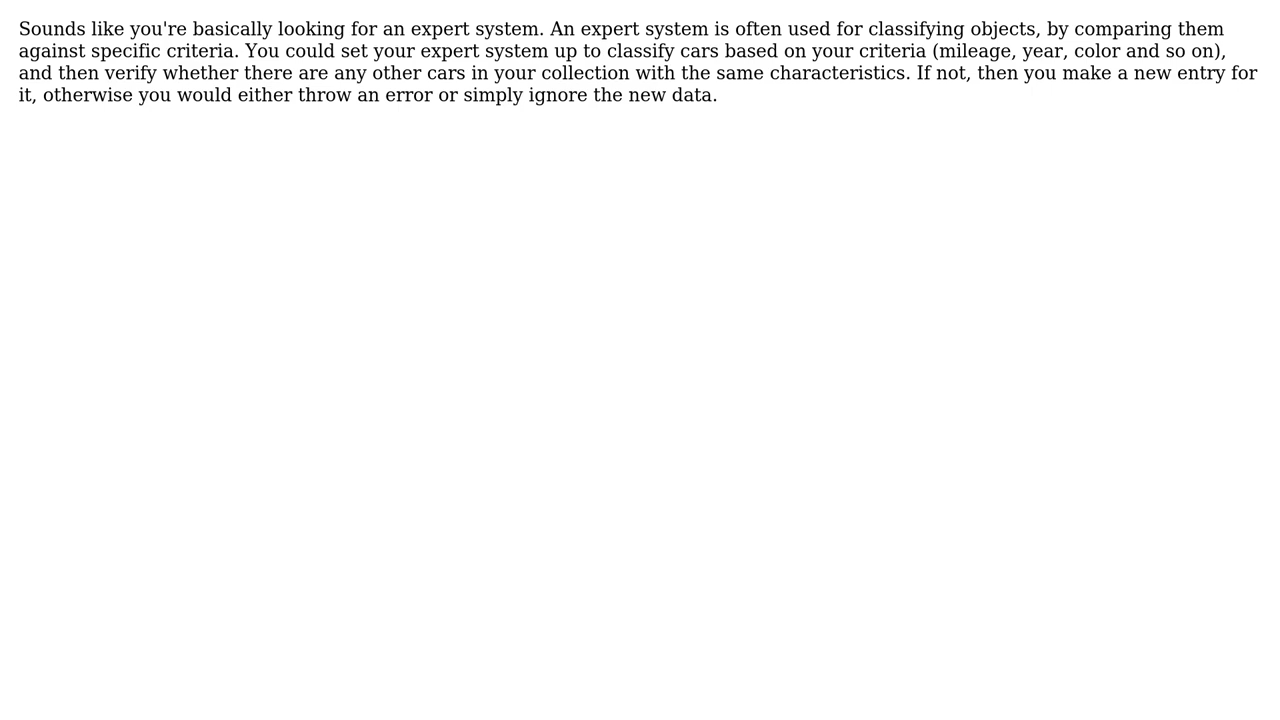 Sounds like you're basically looking for an expert system. An expert system is often used for classifying objects, by comparing them
against specific criteria. You could set your expert system up to classify cars based on your criteria (mileage, year, color and so on),
and then verify whether there are any other cars in your collection with the same characteristics. If not, then you make a new entry for
it, otherwise you would either throw an error or simply ignore the new data.